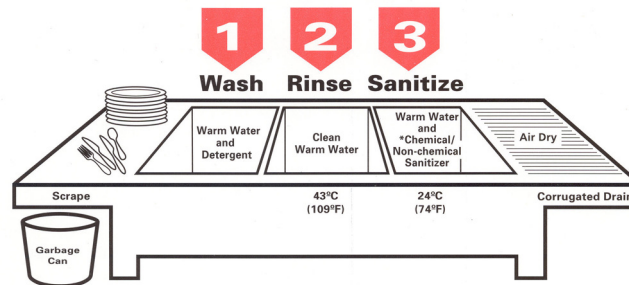 1 2 3
Wash Rinse Sanitize
Warm Water
and
Detergent
Clean
Warm Water
Warm Water
and
*Chemical/
Non-chemical
Sanitizer
Air Dry
Scrape
43ºC
(109ºF)
24ºC
(74ºF)
Corrugated Drain
Garbage
Can